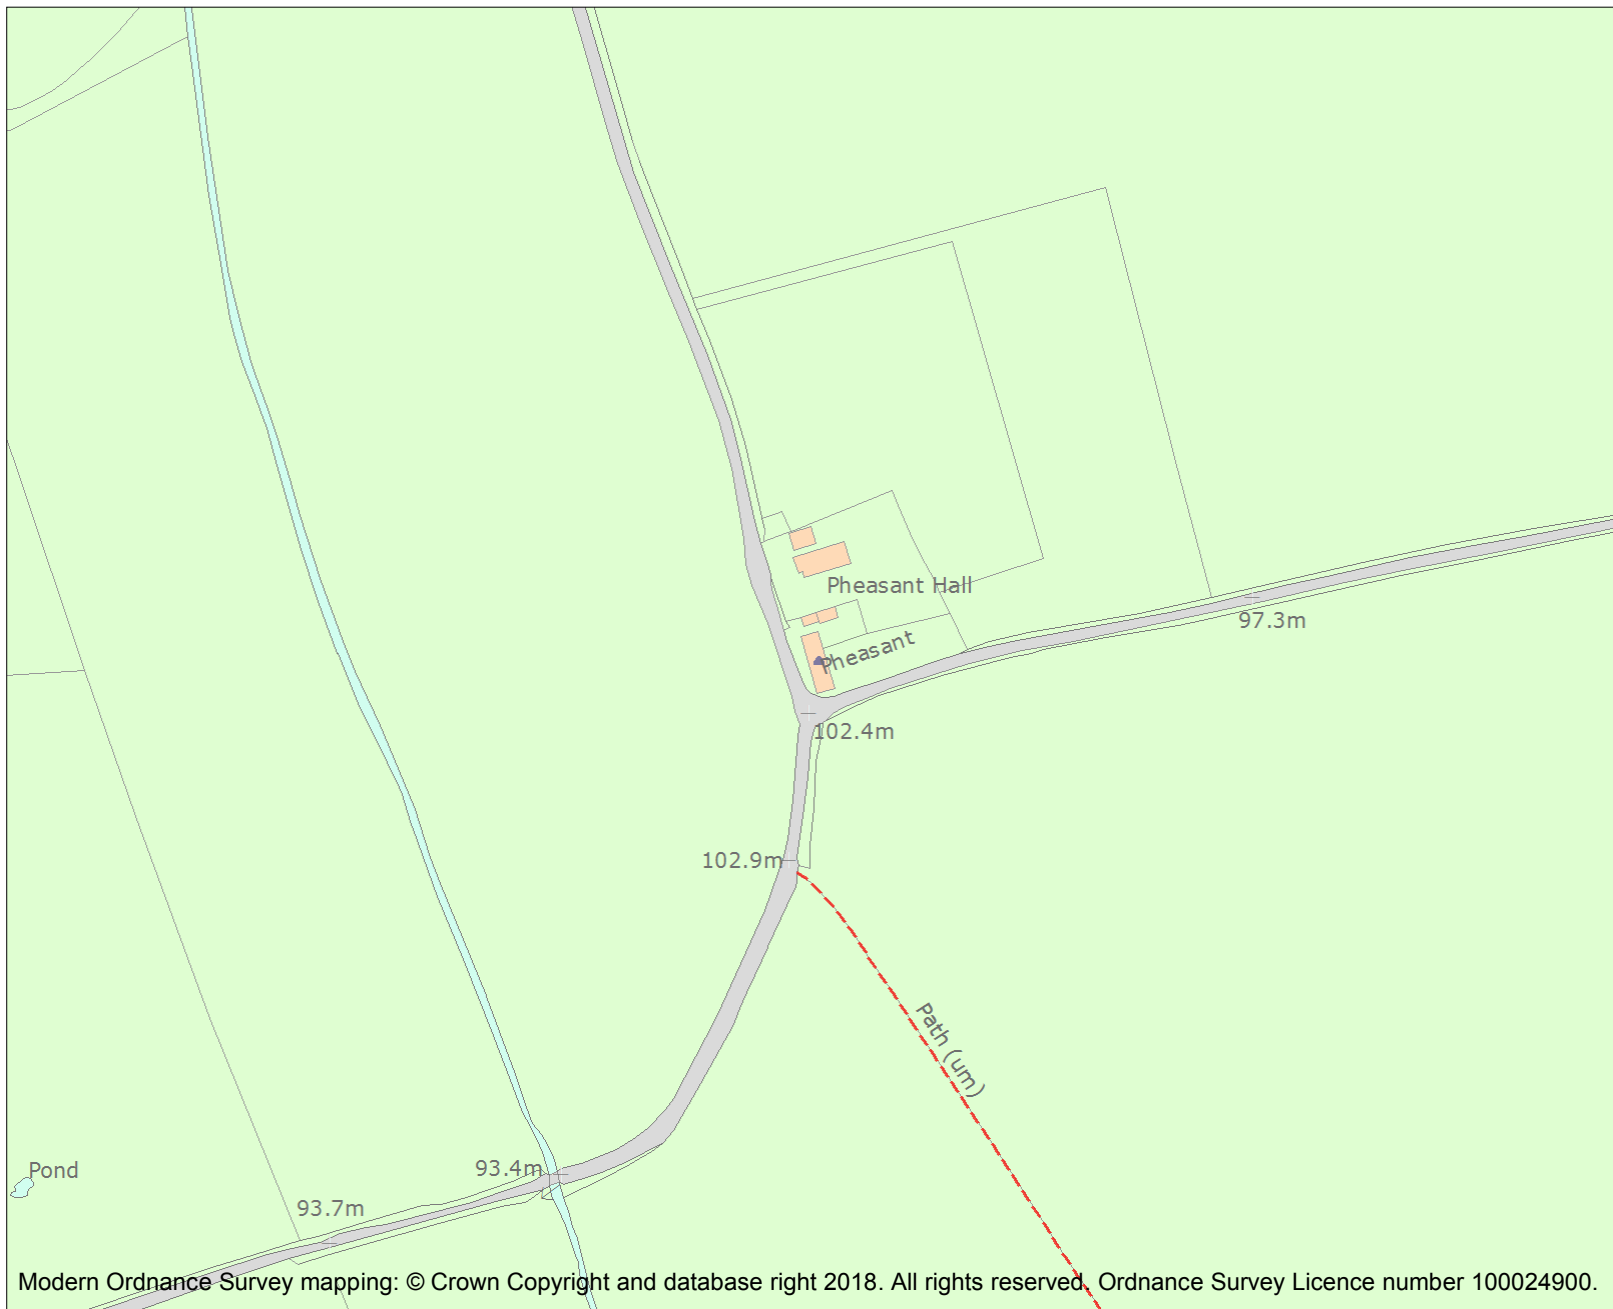 Pheasant Hall
97.3m
Pheasant
102.4m
102.9m
Path (um)
Pond
93.4m
93.7m
Modern Ordnance Survey mapping: © Crown Copyright and database right 2018. All rights reserved. Ordnance Survey Licence number 100024900.